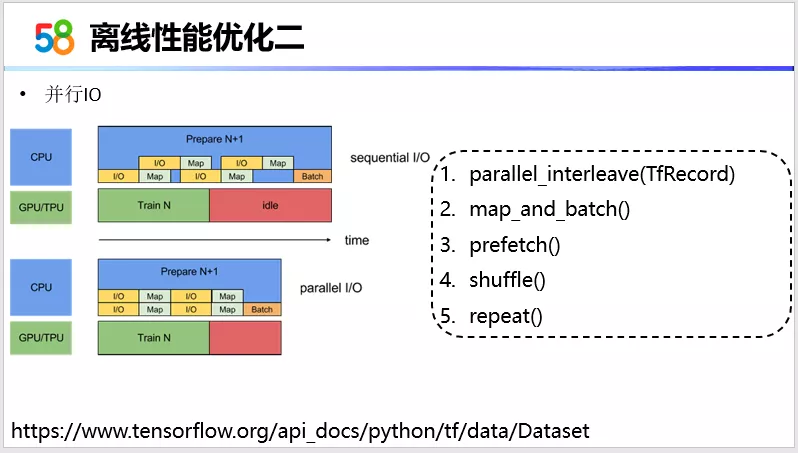 58 离线性能优化二
• 并行IO
CPU
Prepare N+1
I/O Map I/O Map
I/O Map I/O Map Batch
sequential I/O
GPU/TPU
Train N idle
time
CPU
Prepare N+1
I/O Map I/O Map
I/O Map I/O Map Batch
parallel I/O
GPU/TPU
Train N
1. parallel_interleave(TfRecord)
2. map_and_batch()
3. prefetch()
4. shuffle()
5. repeat()
https://www.tensorflow.org/api_docs/python/tf/data/Dataset